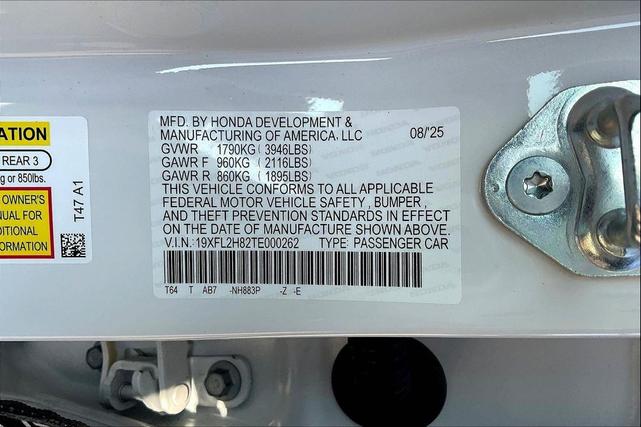 ATION
REAR 3
g or 850lbs.
OWNER'S
ANUAL FOR
DITIONAL
FORMATION
T47 A1
MFD. BY HONDA DEVELOPMENT &
MANUFACTURING OF AMERICA, LLC 08/'25
GVWR 1790KG ( 3946LBS)
GAWR F 960KG ( 2116LBS)
GAWR R 860KG ( 1895LBS)
THIS VEHICLE CONFORMS TO ALL APPLICABLE
FEDERAL MOTOR VEHICLE SAFETY , BUMPER ,
AND THEFT PREVENTION STANDARDS IN EFFECT
ON THE DATE OF MANUFACTURE SHOWN ABOVE.
V.I.N.: 19XFL2H82TE000262 TYPE: PASSENGER CAR
T64 T AB7 -NH883P -Z -E